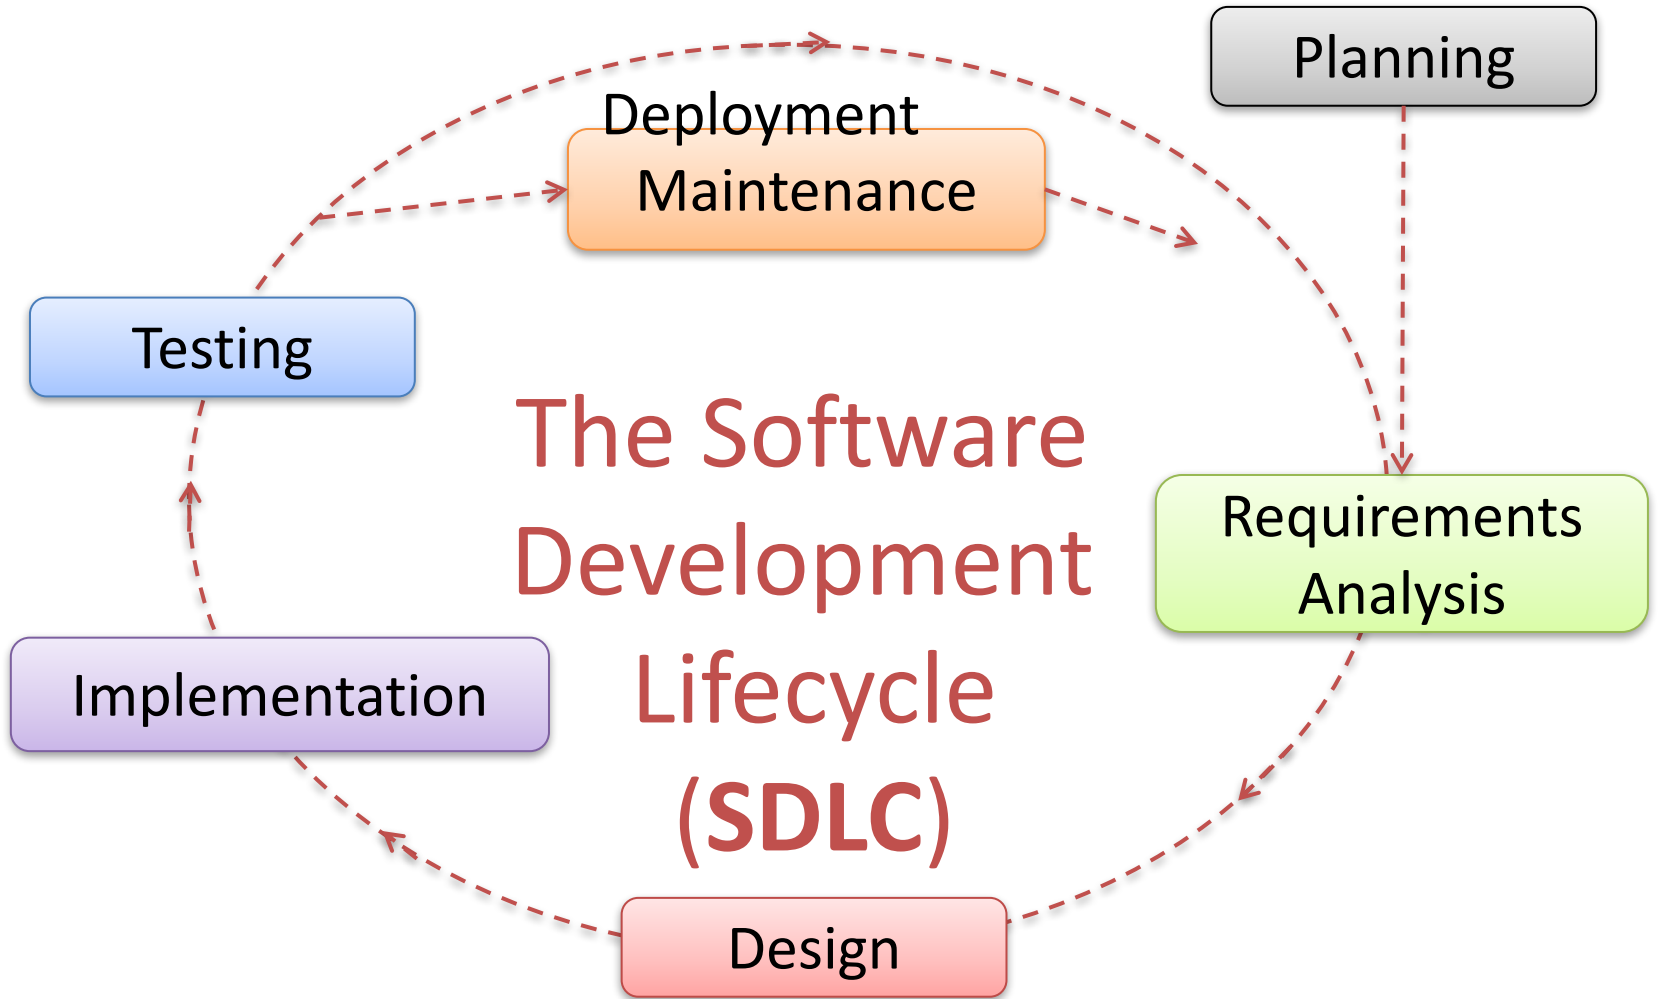 Planning
Deployment
Maintenance
Testing
The Software
Development
Lifecycle
(SDLC)
Requirements
Analysis
Implementation
Design